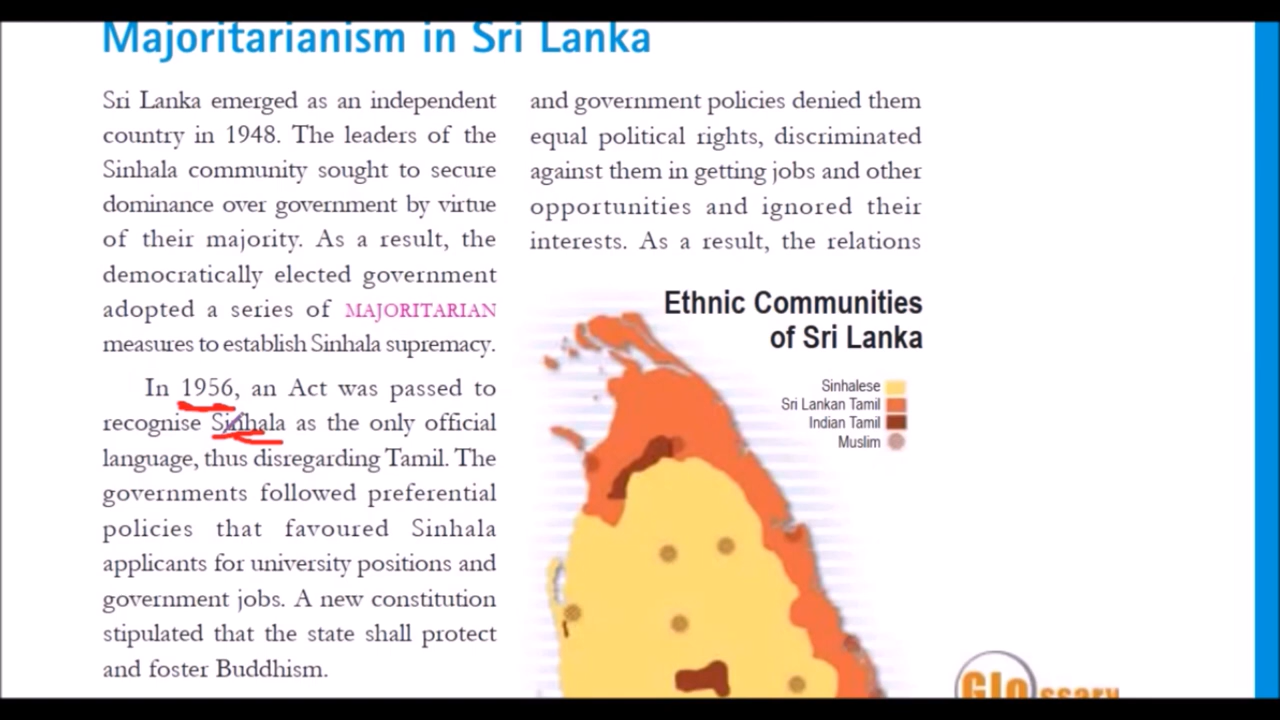 Majoritarianism in Sri Lanka
Sri Lanka emerged as an independent
country in 1948. The leaders of the
Sinhala community sought to secure
dominance over government by virtue
of their majority. As a result, the
democratically elected government
adopted a series of MAJORITARIAN
measures to establish Sinhala supremacy.
In 1956, an Act was passed to
recognise Sinhala as the only official
language, thus disregarding Tamil. The
governments followed preferential
policies that favoured Sinhala
applicants for university positions and
government jobs. A new constitution
stipulated that the state shall protect
and foster Buddhism.
and government policies denied them
equal political rights, discriminated
against them in getting jobs and other
opportunities and ignored their
interests. As a result, the relations
Ethnic Communities
of Sri Lanka
Sinhalese
Sri Lankan Tamil
Indian Tamil
Muslim
Glossary